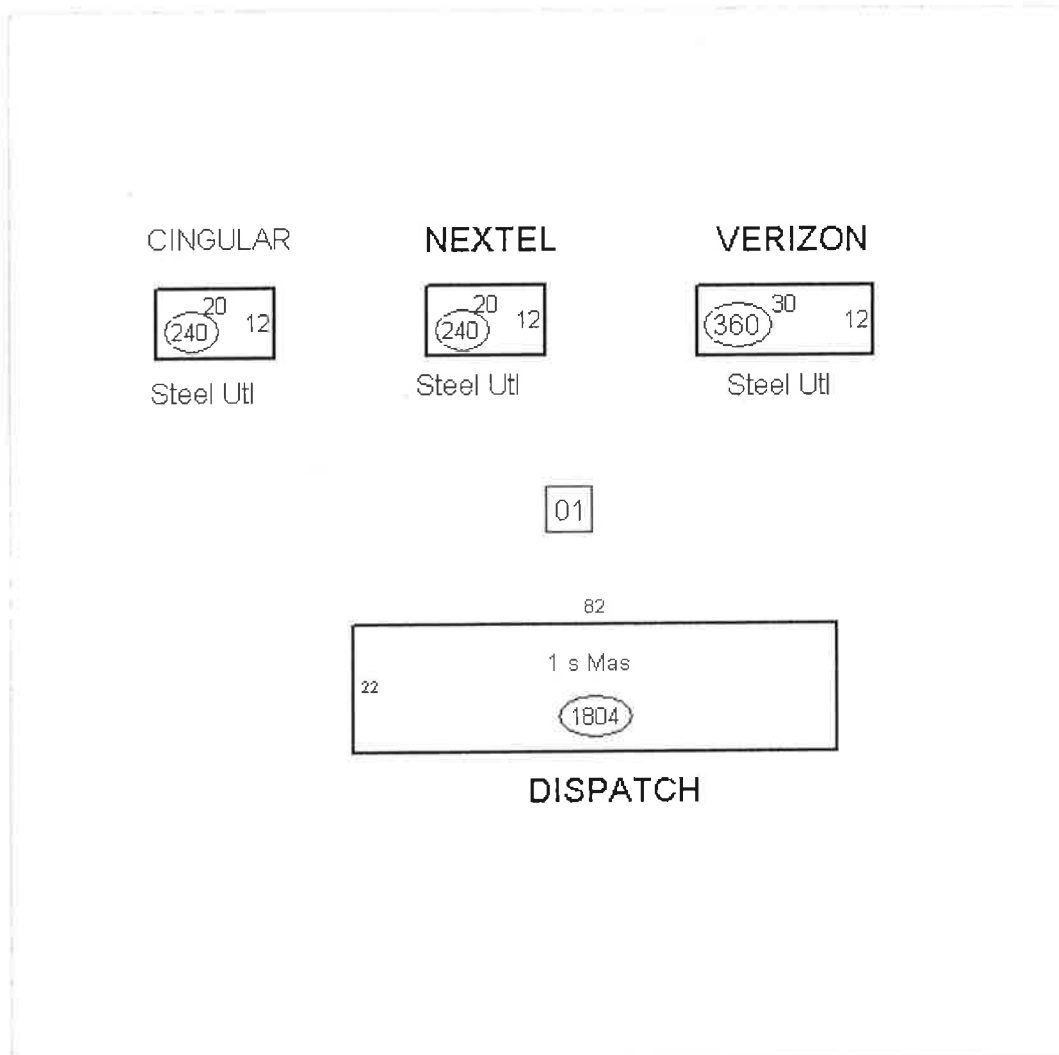 CINGULAR NEXTEL VERIZON
20 240 12 20 240 12 30 360 12
Steel Utl Steel Utl Steel Utl
01
82
1 s Mas
22
1804
DISPATCH